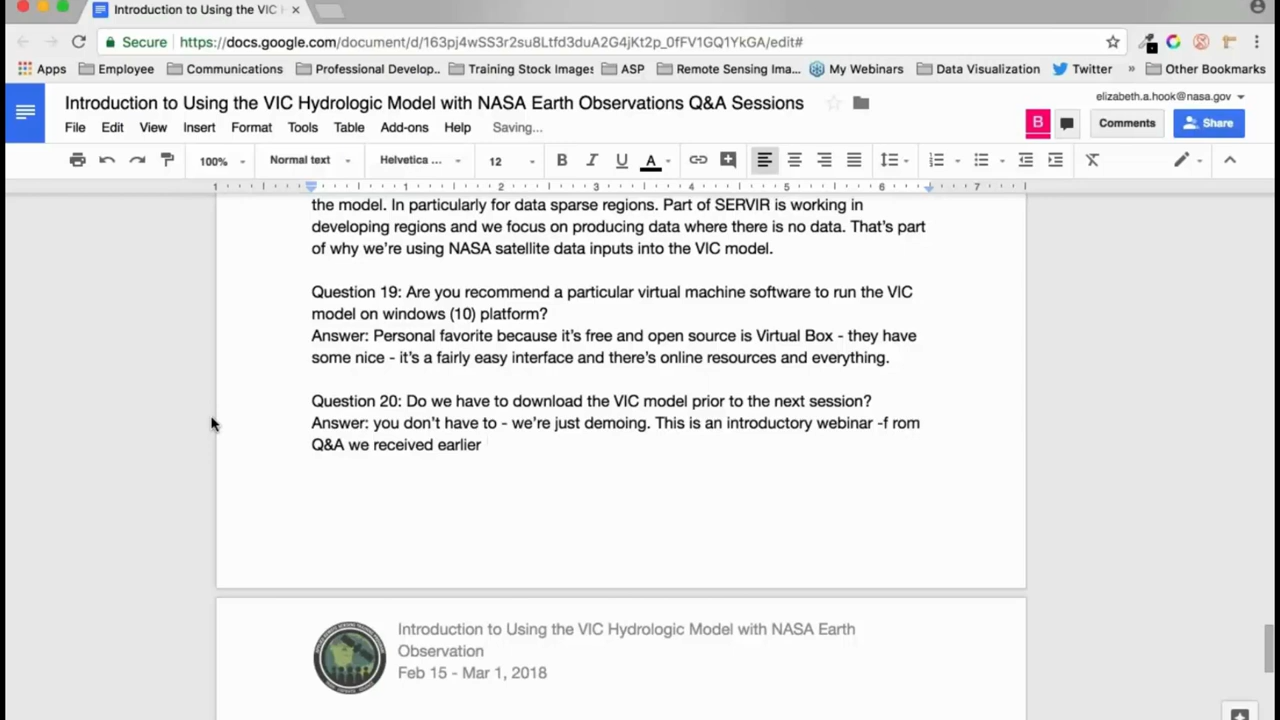 Introduction to Using the VIC H
Secure https://docs.google.com/document/d/163pj4wSS3r2su8Ltfd3duA2G4jKt2p_0fFV1GQ1YkGA/edit#
Apps Employee Communications Professional Develop.. Training Stock Images ASP Remote Sensing Ima... My Webinars Data Visualization Twitter » Other Bookmarks
Introduction to Using the VIC Hydrologic Model with NASA Earth Observations Q&A Sessions
elizabeth.a.hook@nasa.gov
File Edit View Insert Format Tools Table Add-ons Help Saving...
B Comments Share
100% Normal text Helvetica ... 12 B I U A
1 1 2 3 4 5 6 7
the model. In particularly for data sparse regions. Part of SERVIR is working in
developing regions and we focus on producing data where there is no data. That's part
of why we're using NASA satellite data inputs into the VIC model.
Question 19: Are you recommend a particular virtual machine software to run the VIC
model on windows (10) platform?
Answer: Personal favorite because it's free and open source is Virtual Box - they have
some nice - it's a fairly easy interface and there's online resources and everything.
Question 20: Do we have to download the VIC model prior to the next session?
Answer: you don't have to - we're just demoing. This is an introductory webinar -f rom
Q&A we received earlier
Introduction to Using the VIC Hydrologic Model with NASA Earth
Observation
Feb 15 - Mar 1, 2018